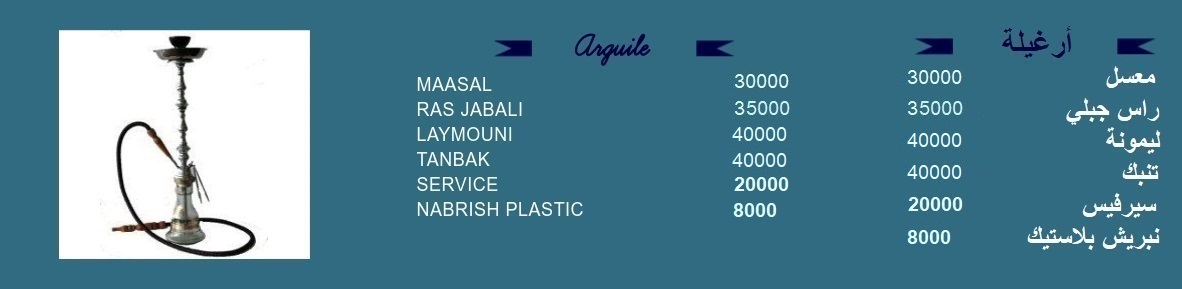 Arguile
MAASAL 30000
RAS JABALI 35000
LAYMOUNI 40000
TANBAK 40000
SERVICE 20000
NABRISH PLASTIC 8000
أرغيلة
معسل 30000
راس جبلي 35000
ليمونة 40000
تنبك 40000
سيرفيس 20000
نبريش بلاستيك 8000